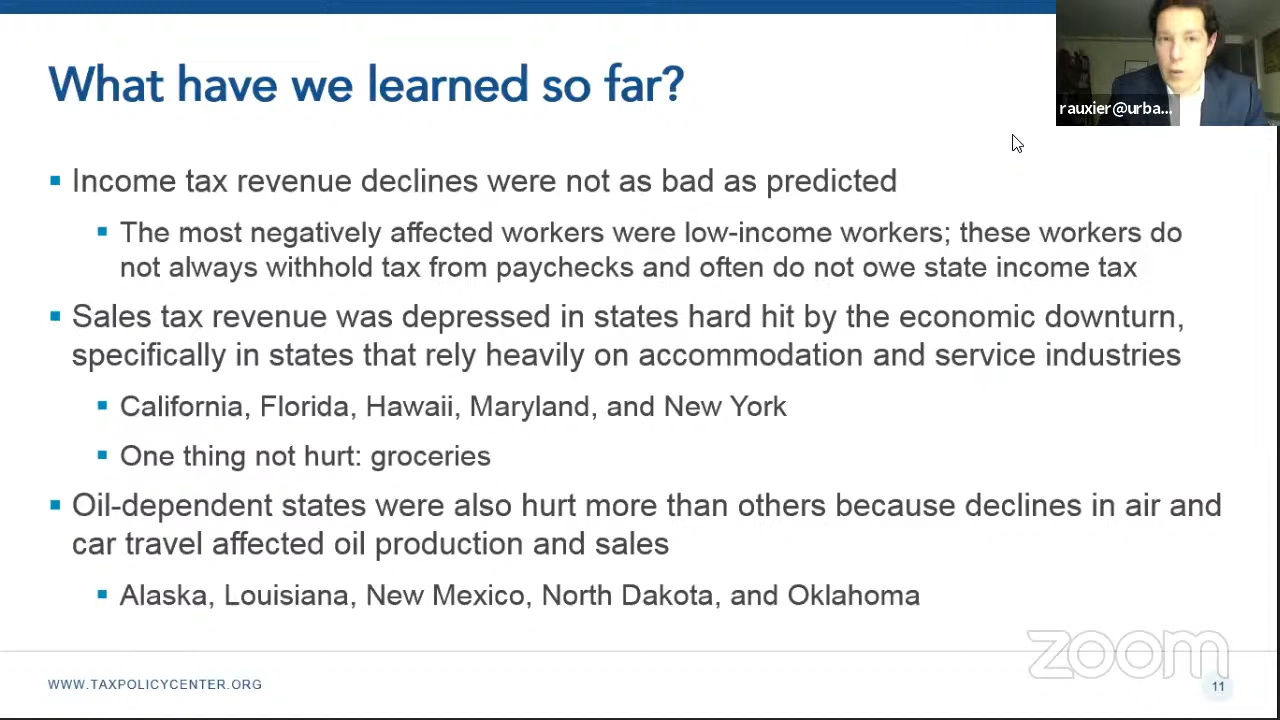 What have we learned so far?
rauxier@urba...
Income tax revenue declines were not as bad as predicted
The most negatively affected workers were low-income workers; these workers do
not always withhold tax from paychecks and often do not owe state income tax
Sales tax revenue was depressed in states hard hit by the economic downturn,
specifically in states that rely heavily on accommodation and service industries
California, Florida, Hawaii, Maryland, and New York
One thing not hurt: groceries
Oil-dependent states were also hurt more than others because declines in air and
car travel affected oil production and sales
Alaska, Louisiana, New Mexico, North Dakota, and Oklahoma
zoom
WWW.TAXPOLICYCENTER.ORG
11